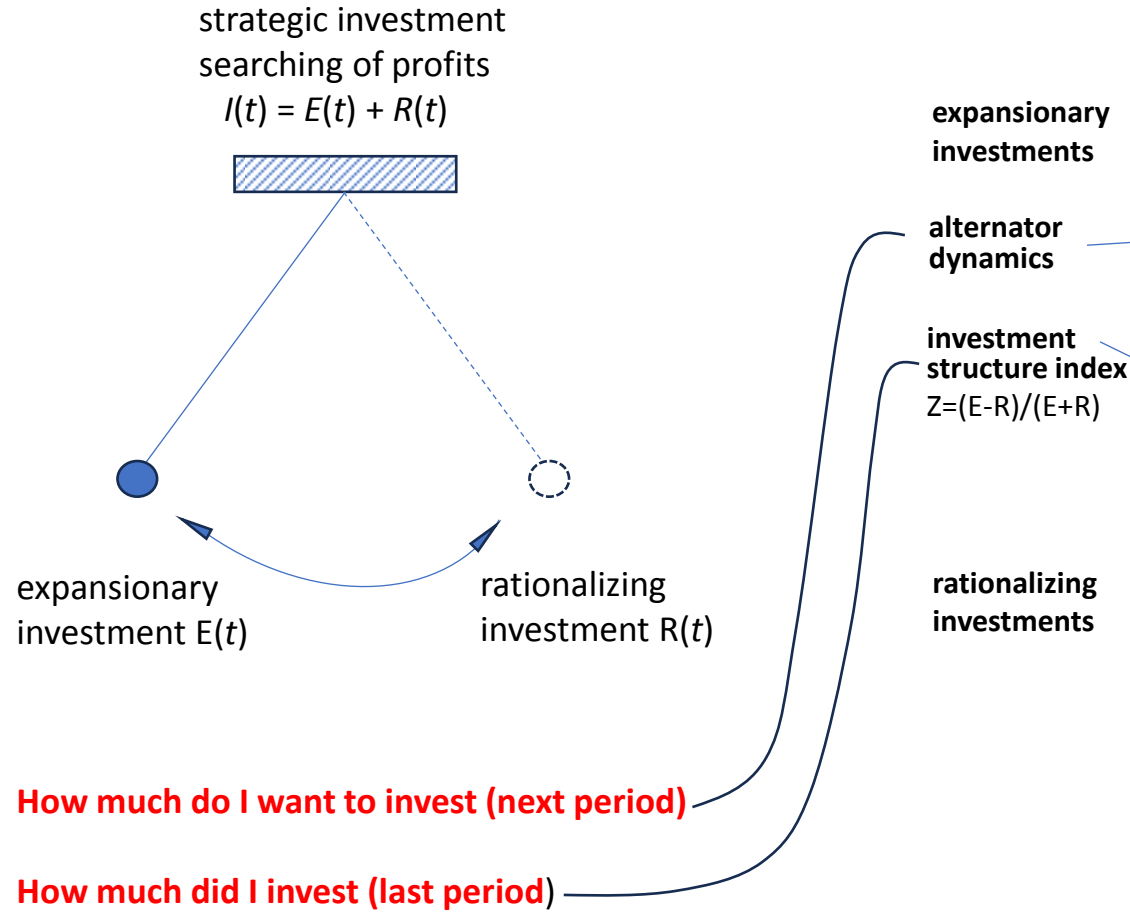 strategic investment
searching of profits
I(t) = E(t) + R(t)
expansionary
investment E(t)
rationalizing
investment R(t)
expansionary
investments
alternator
dynamics
investment
structure index
Z=(E-R)/(E+R)
rationalizing
investments
How much do I want to invest (next period)
How much did I invest (last period)